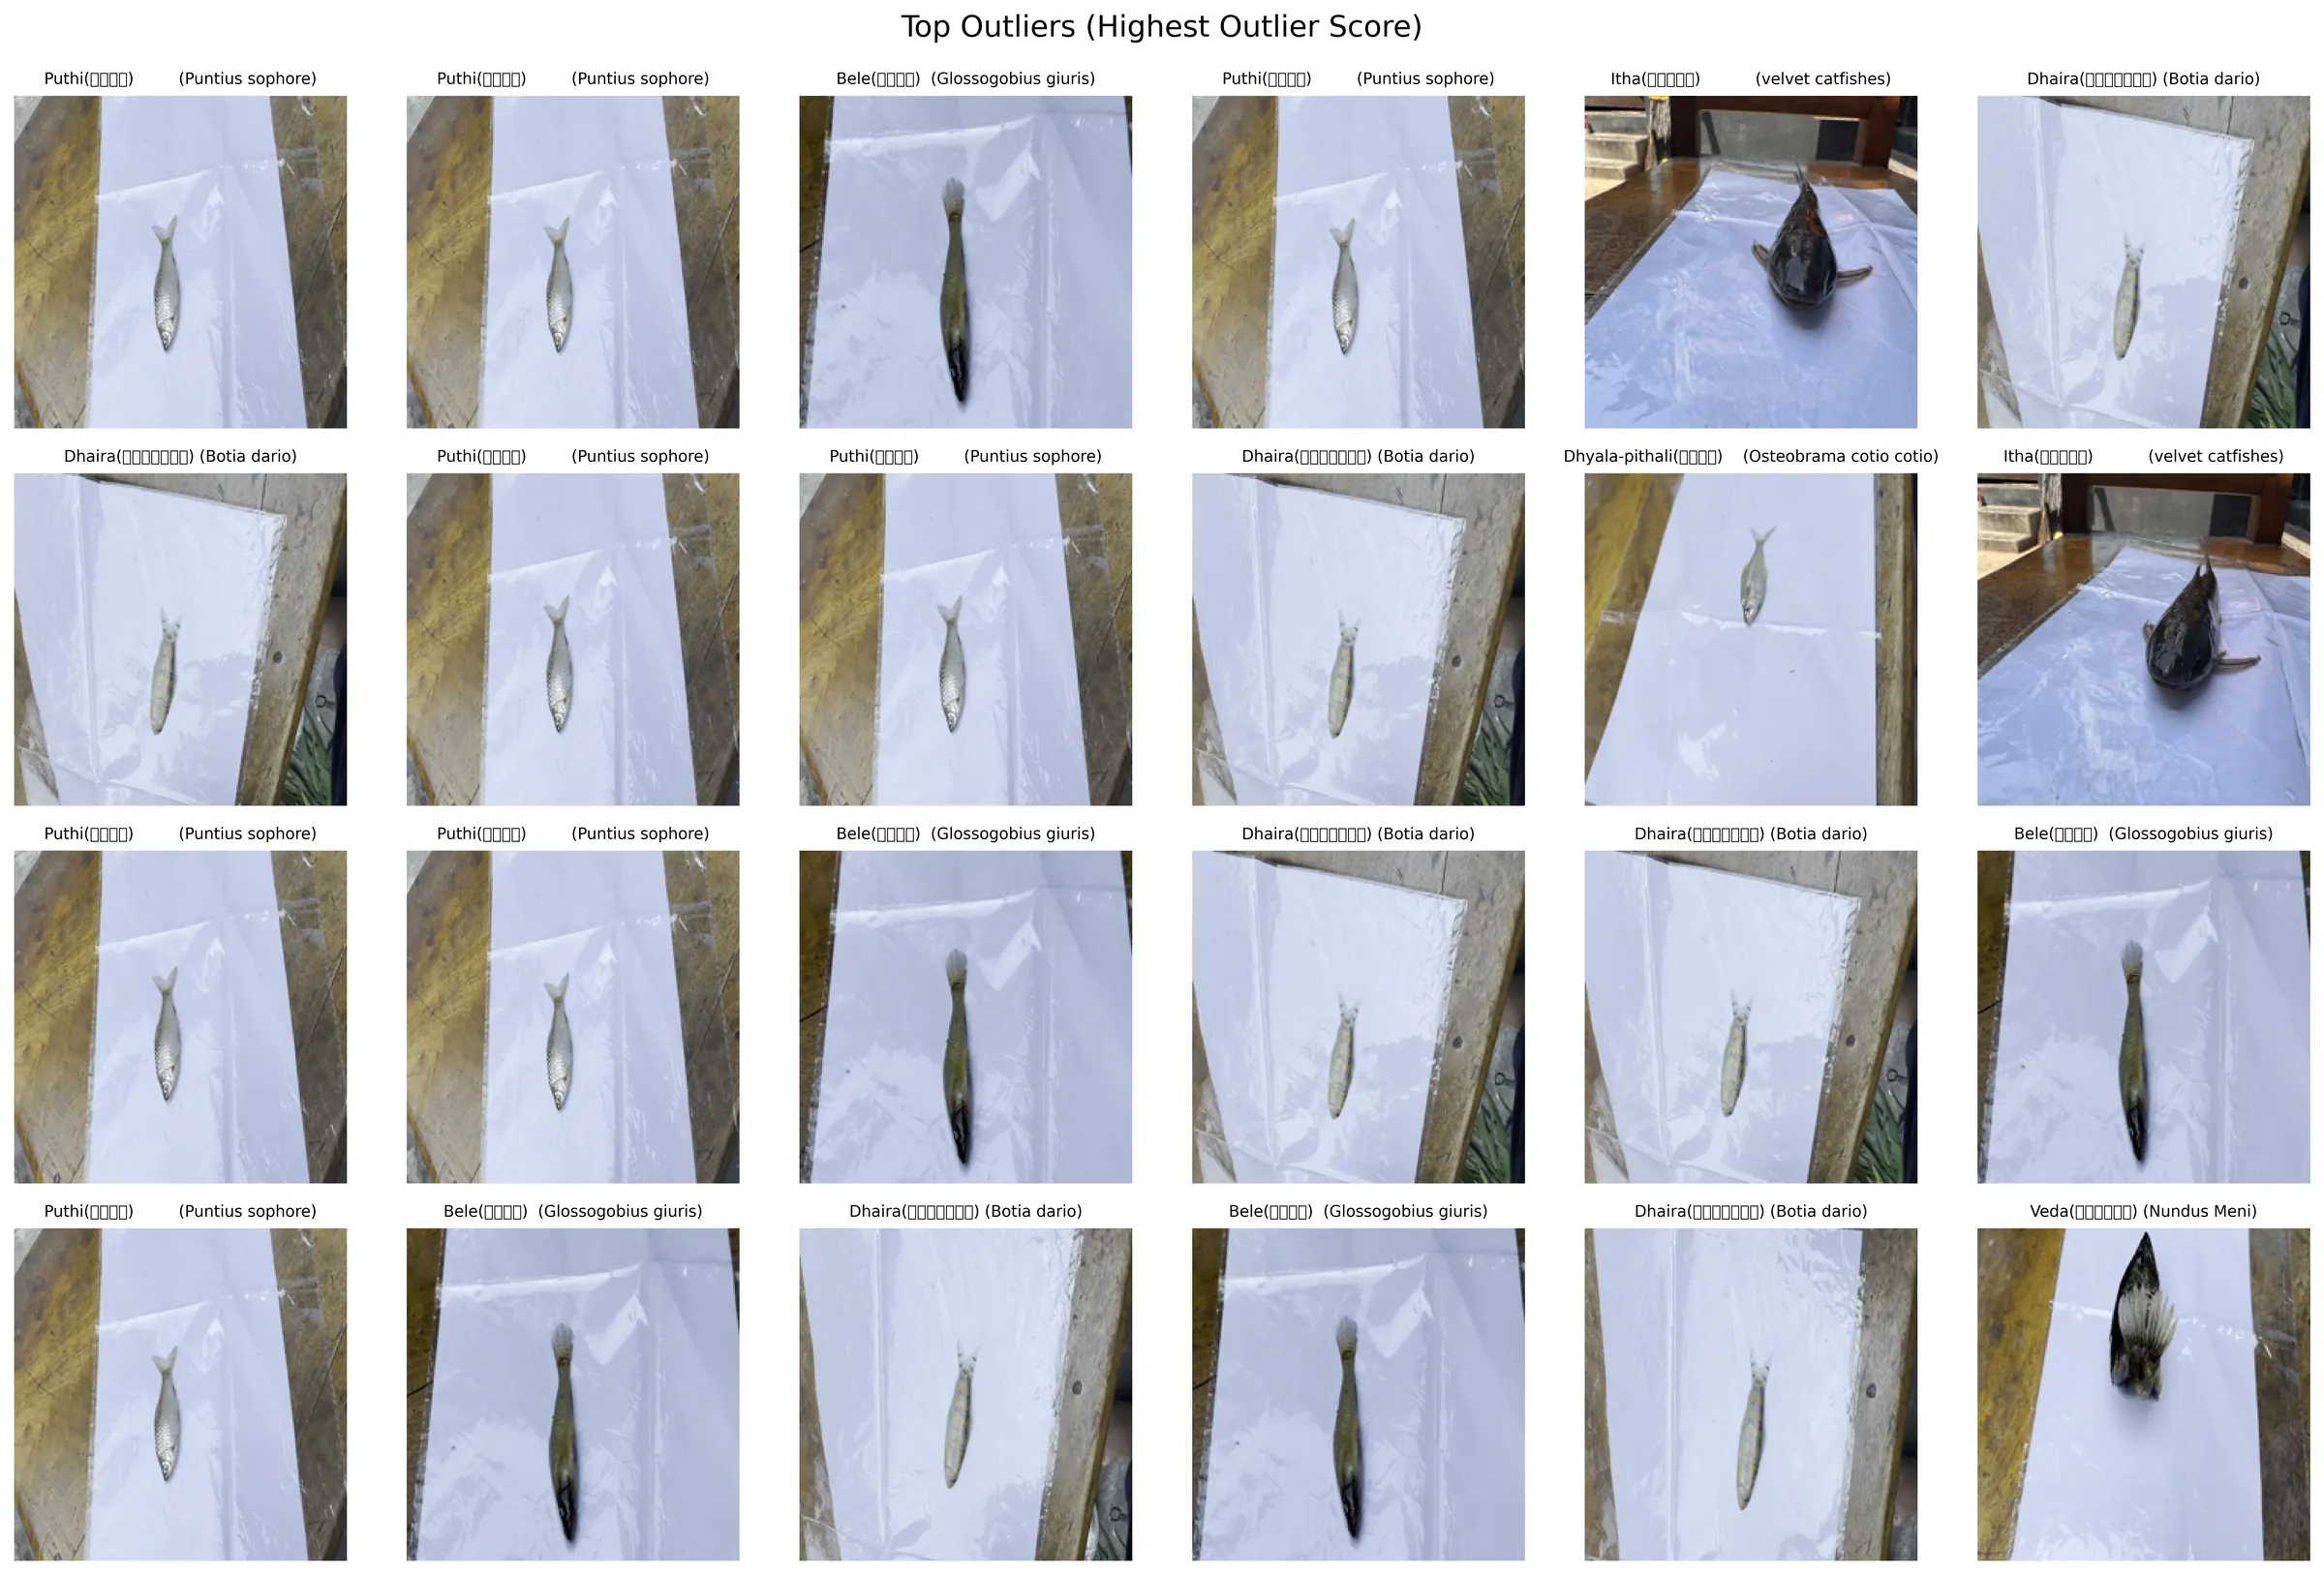 Top Outliers (Highest Outlier Score)
Puthi(□□□□) (Puntius sophore)
Puthi(□□□□) (Puntius sophore)
Bele(□□□□) (Glossogobius giuris)
Puthi(□□□□) (Puntius sophore)
Itha(□□□□□) (velvet catfishes)
Dhaira(□□□□□□□) (Botia dario)
Dhaira(□□□□□□□) (Botia dario)
Puthi(□□□□) (Puntius sophore)
Puthi(□□□□) (Puntius sophore)
Dhaira(□□□□□□□) (Botia dario)
Dhyala-pithali(□□□□) (Osteobrama cotio cotio)
Itha(□□□□□) (velvet catfishes)
Puthi(□□□□) (Puntius sophore)
Puthi(□□□□) (Puntius sophore)
Bele(□□□□) (Glossogobius giuris)
Dhaira(□□□□□□□) (Botia dario)
Dhaira(□□□□□□□) (Botia dario)
Bele(□□□□) (Glossogobius giuris)
Puthi(□□□□) (Puntius sophore)
Bele(□□□□) (Glossogobius giuris)
Dhaira(□□□□□□□) (Botia dario)
Bele(□□□□) (Glossogobius giuris)
Dhaira(□□□□□□□) (Botia dario)
Veda(□□□□□□) (Nundus Meni)